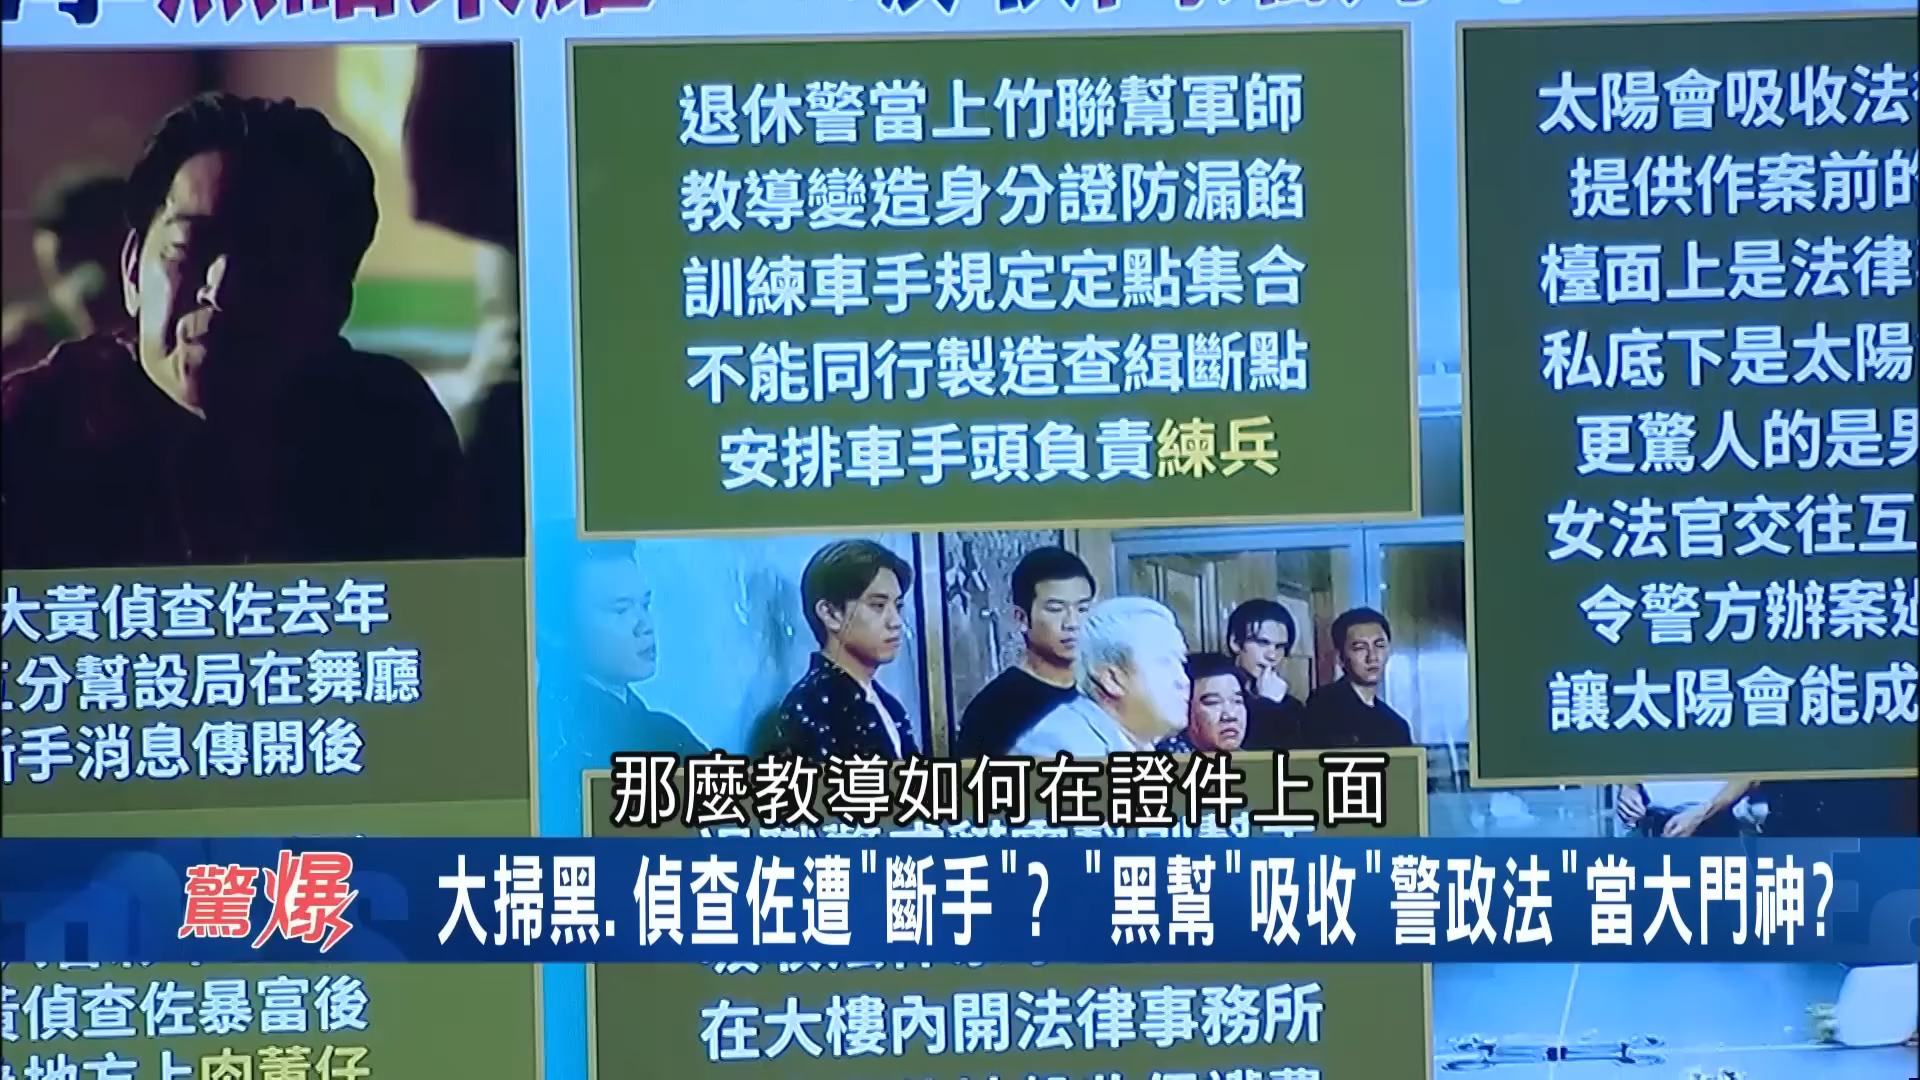 退休警當上竹聯幫軍師
教導變造身分證防漏餡
訓練車手規定定點集合
不能同行製造查緝斷點
安排車手頭負責練兵
太陽會吸收法
提供作案前的
檯面上是法律
私底下是太陽
更驚人的是男
女法官交往互
令警方辦案
讓太陽會能成
大黃偵查佐去年
分幫設局在舞廳
手消息傳開後
那麼教導如何在證件上面
驚爆
大掃黑.偵查佐遭"斷手"? "黑幫"吸收"警政法"當大門神?
黃偵查佐暴富後
地方上肉董仔
在大樓內開法律事務所